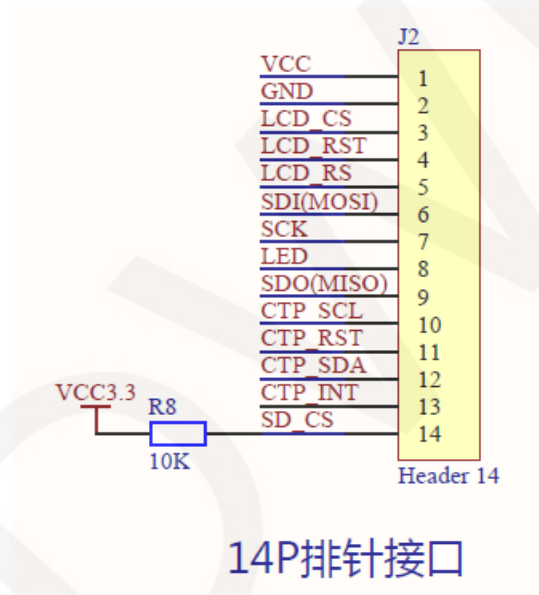 J2
VCC 1
GND 2
LCD_CS 3
LCD_RST 4
LCD_RS 5
SDI(MOSI) 6
SCK 7
LED 8
SDO(MISO) 9
CTP_SCL 10
CTP_RST 11
CTP_SDA 12
CTP_INT 13
VCC3.3
R8
SD_CS 14
10K
Header 14
14P排针接口